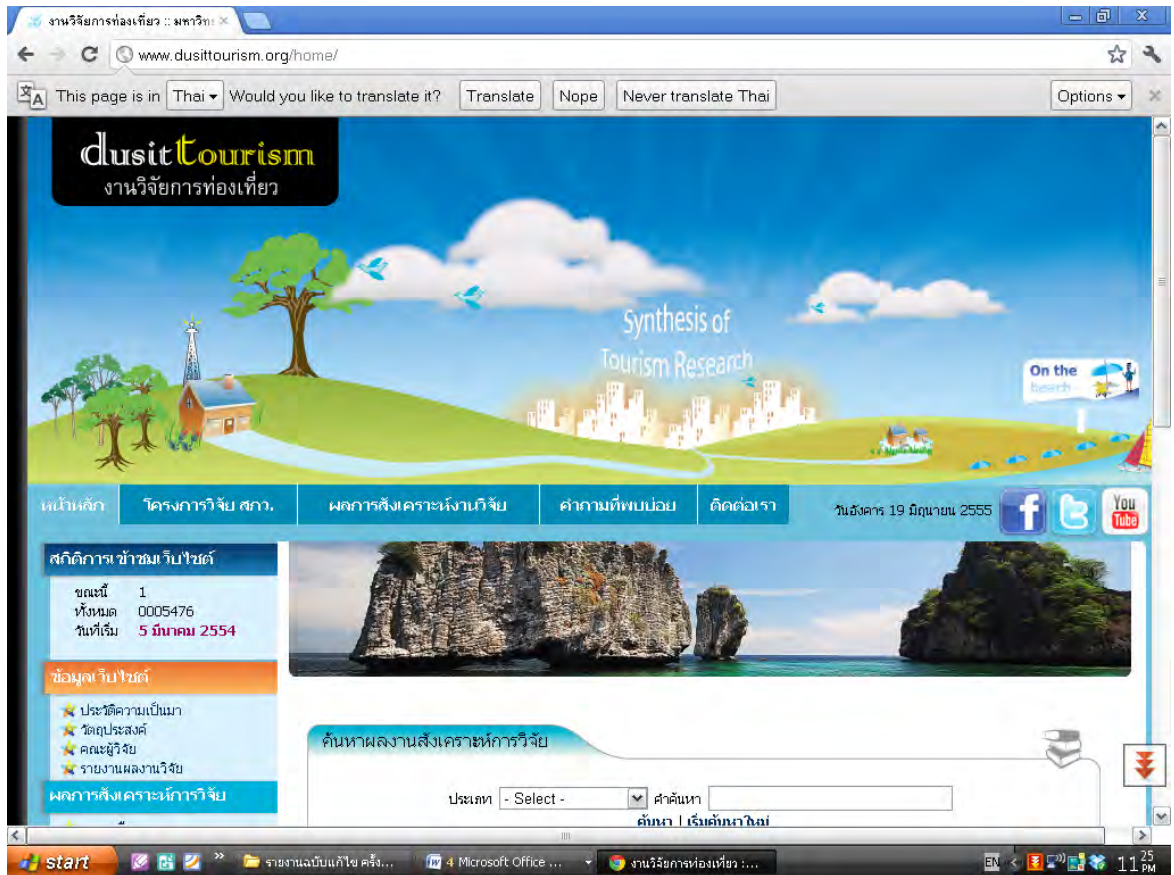 งานวิจัยการท่องเที่ยว :: มหาวิท
www.dusittourism.org/home/
This page is in Thai Would you like to translate it? Translate Nope Never translate Thai Options
dusittourism
งานวิจัยการท่องเที่ยว
Synthesis of
Tourism Research
On the
beach
หน้าหลัก โครงการวิจัย สกว. ผลการสังเคราะห์งานวิจัย คำถามที่พบบ่อย ติดต่อเรา วันอังคาร 19 มิถุนายน 2555 f You Tube
สถิติการเข้าชมเว็บไซต์
ขณะนี้ 1
ทั้งหมด 0005476
วันที่เริ่ม 5 มีนาคม 2554
ข้อมูลเว็บไซต์
ประวัติความเป็นมา
วัตถุประสงค์
คณะผู้วิจัย
รายงานผลงานวิจัย
ผลการสังเคราะห์การวิจัย
ค้นหาผลงานสังเคราะห์การวิจัย
ประเภท - Select - คำค้นหา
ค้นหา | เริ่มค้นหาใหม่
start รายงานฉบับแก้ไข ครั้ง... 4 Microsoft Office ... งานวิจัยการท่องเที่ยว :... EN 11 25 PM